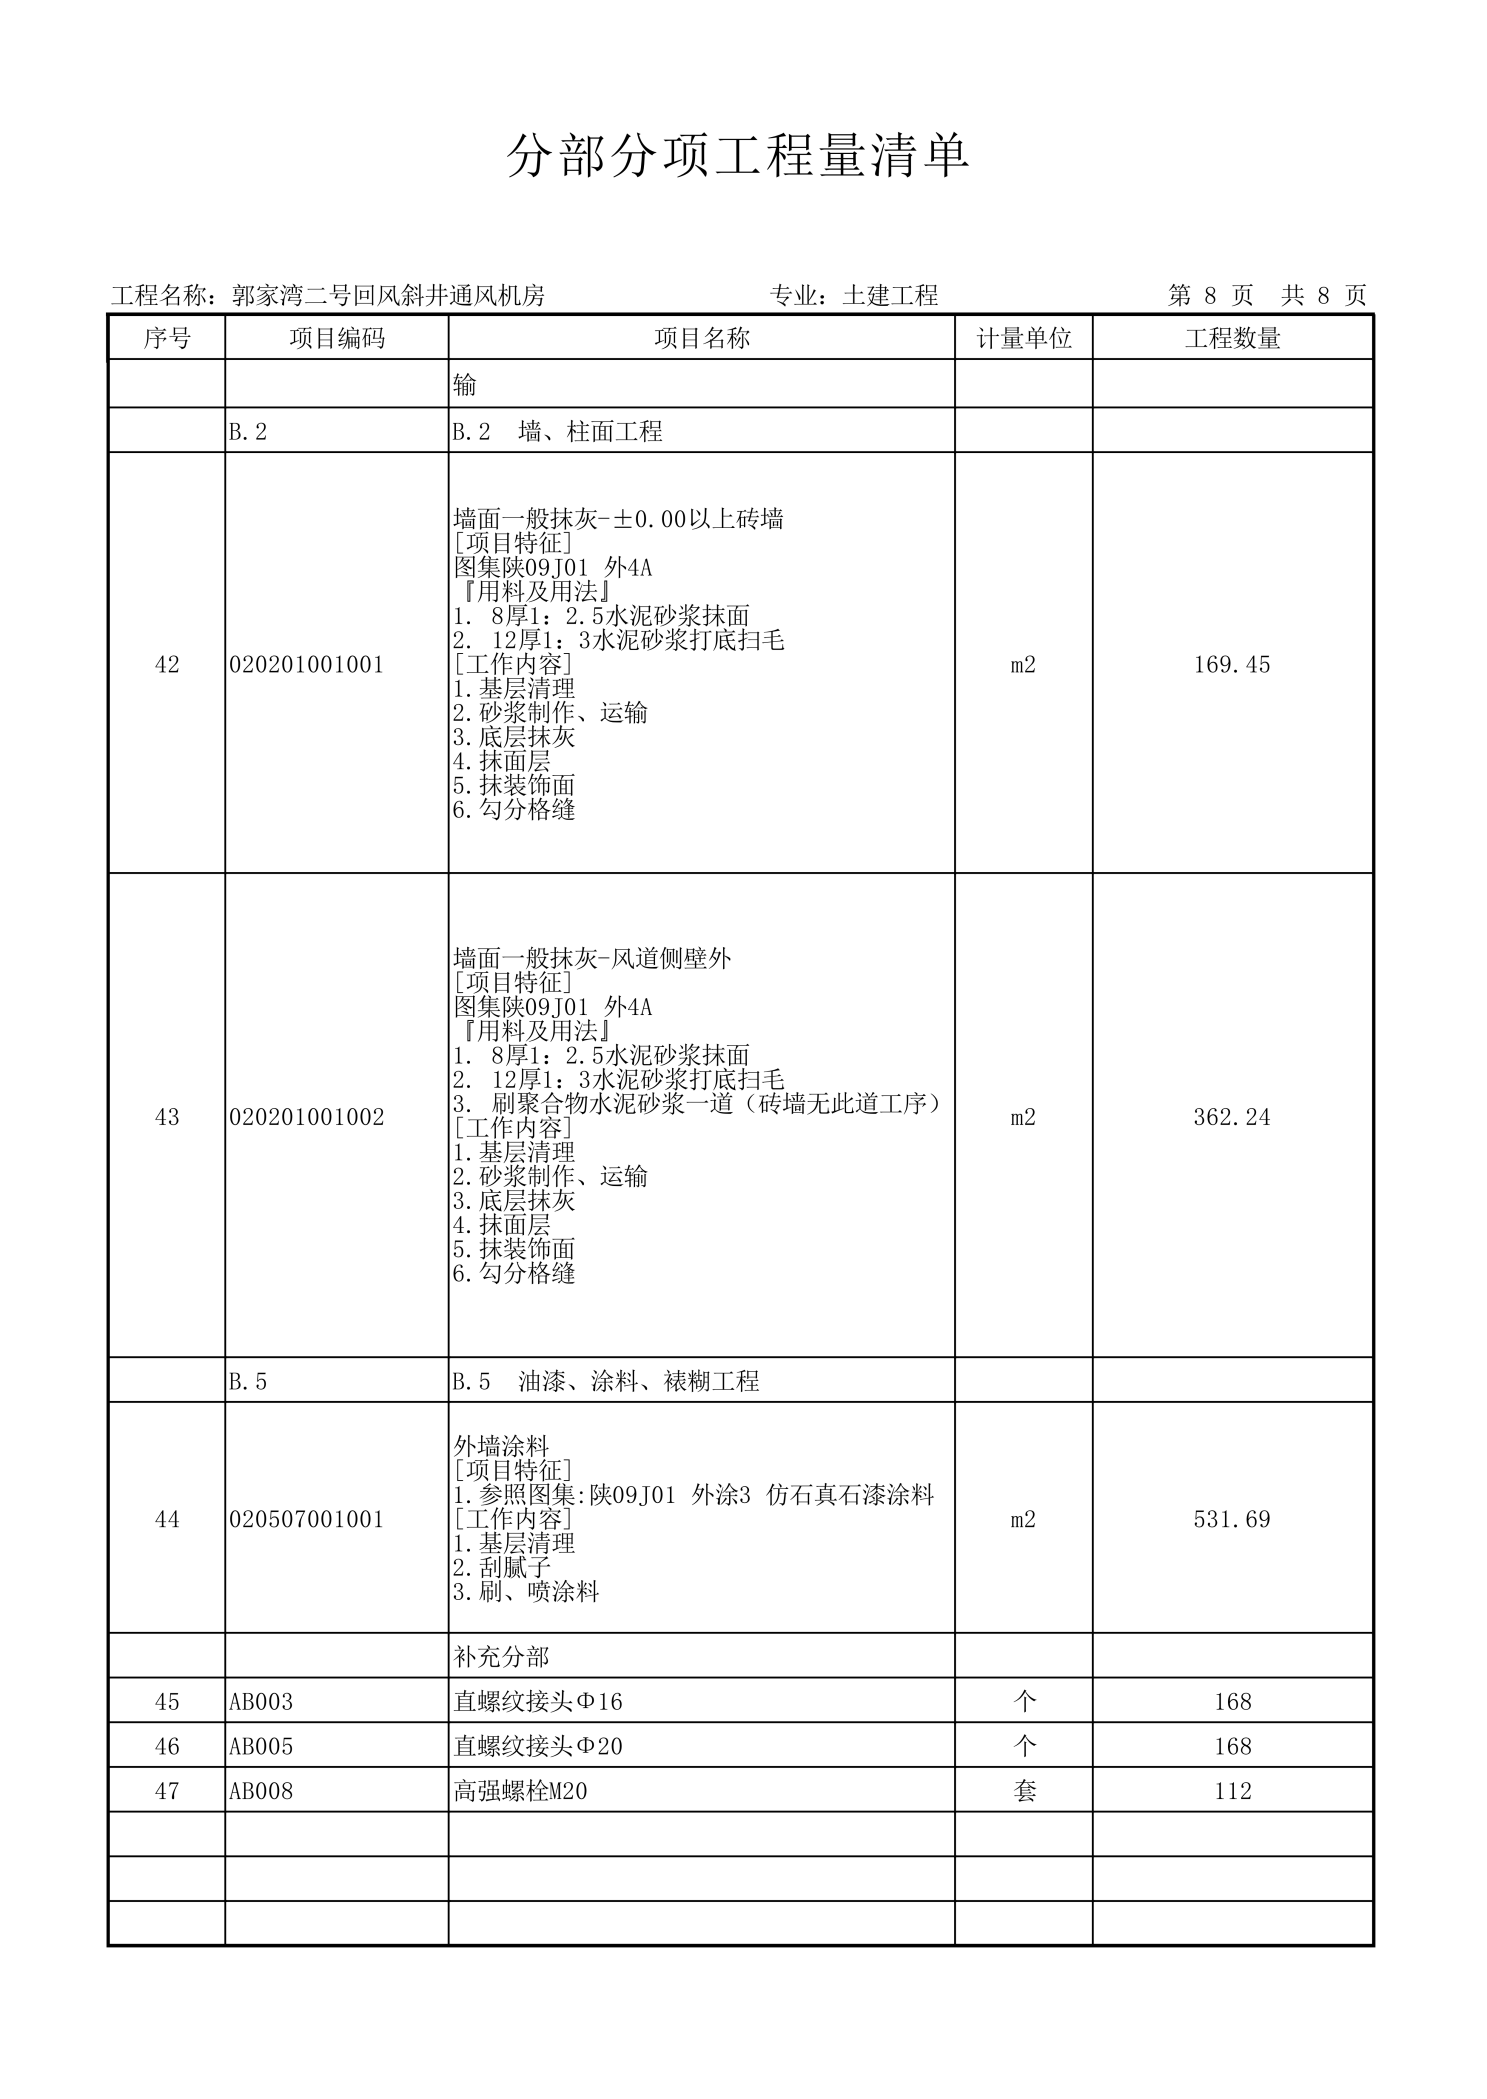 分部分项工程量清单
工程名称：郭家湾二号回风斜井通风机房 专业：土建工程 第 8 页 共 8 页
序号 项目编码 项目名称 计量单位 工程数量
输
B.2 B.2 墙、柱面工程
墙面一般抹灰-±0.00以上砖墙
[项目特征]
图集陕09J01 外4A
『用料及用法』
1. 8厚1：2.5水泥砂浆抹面
2. 12厚1：3水泥砂浆打底扫毛
42 020201001001 [工作内容] m2 169.45
1.基层清理
2.砂浆制作、运输
3.底层抹灰
4.抹面层
5.抹装饰面
6.勾分格缝
墙面一般抹灰-风道侧壁外
[项目特征]
图集陕09J01 外4A
『用料及用法』
1. 8厚1：2.5水泥砂浆抹面
2. 12厚1：3水泥砂浆打底扫毛
3. 刷聚合物水泥砂浆一道（砖墙无此道工序）
43 020201001002 [工作内容] m2 362.24
1.基层清理
2.砂浆制作、运输
3.底层抹灰
4.抹面层
5.抹装饰面
6.勾分格缝
B.5 B.5 油漆、涂料、裱糊工程
外墙涂料
[项目特征]
1.参照图集:陕09J01 外涂3 仿石真石漆涂料
44 020507001001 [工作内容] m2 531.69
1.基层清理
2.刮腻子
3.刷、喷涂料
补充分部
45 AB003 直螺纹接头Φ16 个 168
46 AB005 直螺纹接头Φ20 个 168
47 AB008 高强螺栓M20 套 112